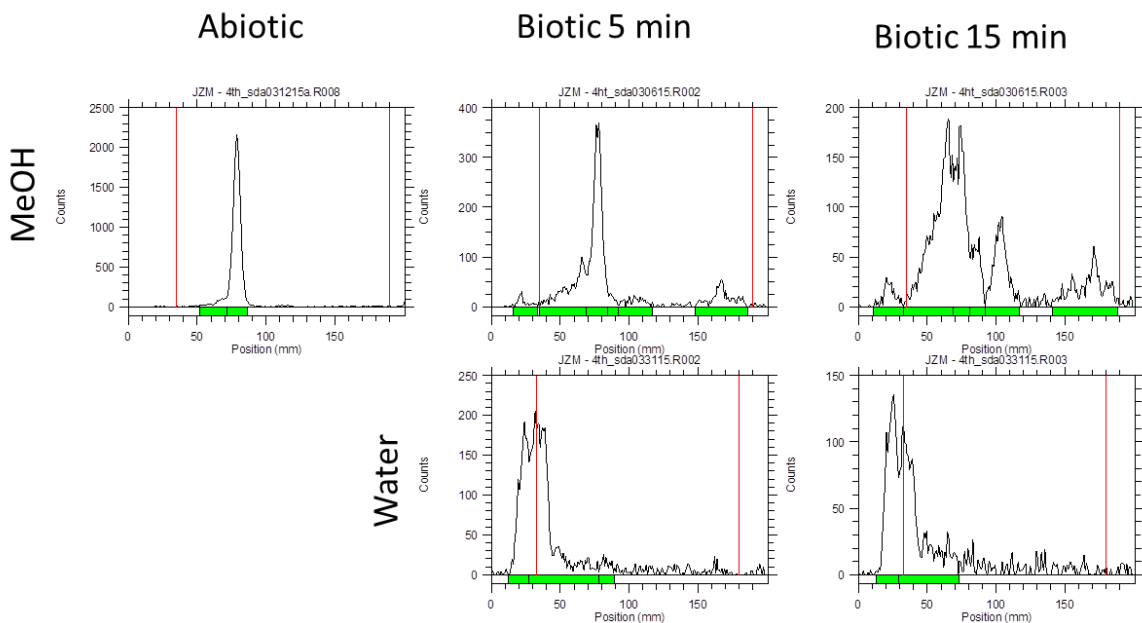 Abiotic
Biotic 5 min
Biotic 15 min
MeOH
JZM - 4th_sda031215a.R008
2500
2000
1500
1000
500
0
Counts
0 50 100 150
Position (mm)
JZM - 4ht_sda030615.R002
400
300
200
100
0
Counts
0 50 100 150
Position (mm)
JZM - 4ht_sda030615.R003
200
150
100
50
0
Counts
0 50 100 150
Position (mm)
Water
JZM - 4th_sda033115.R002
250
200
150
100
50
0
Counts
0 50 100 150
Position (mm)
JZM - 4th_sda033115.R003
150
100
50
0
Counts
0 50 100 150
Position (mm)